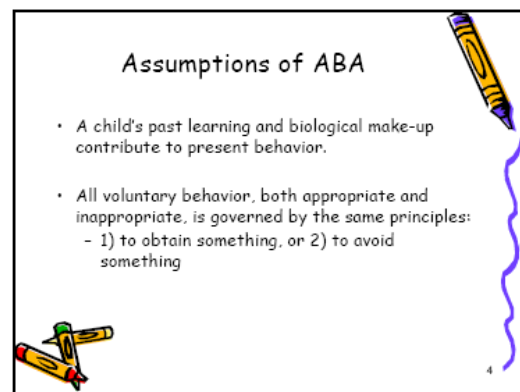 Assumptions of ABA
• A child's past learning and biological make-up
contribute to present behavior.
• All voluntary behavior, both appropriate and
inappropriate, is governed by the same principles:
– 1) to obtain something, or 2) to avoid
something
4